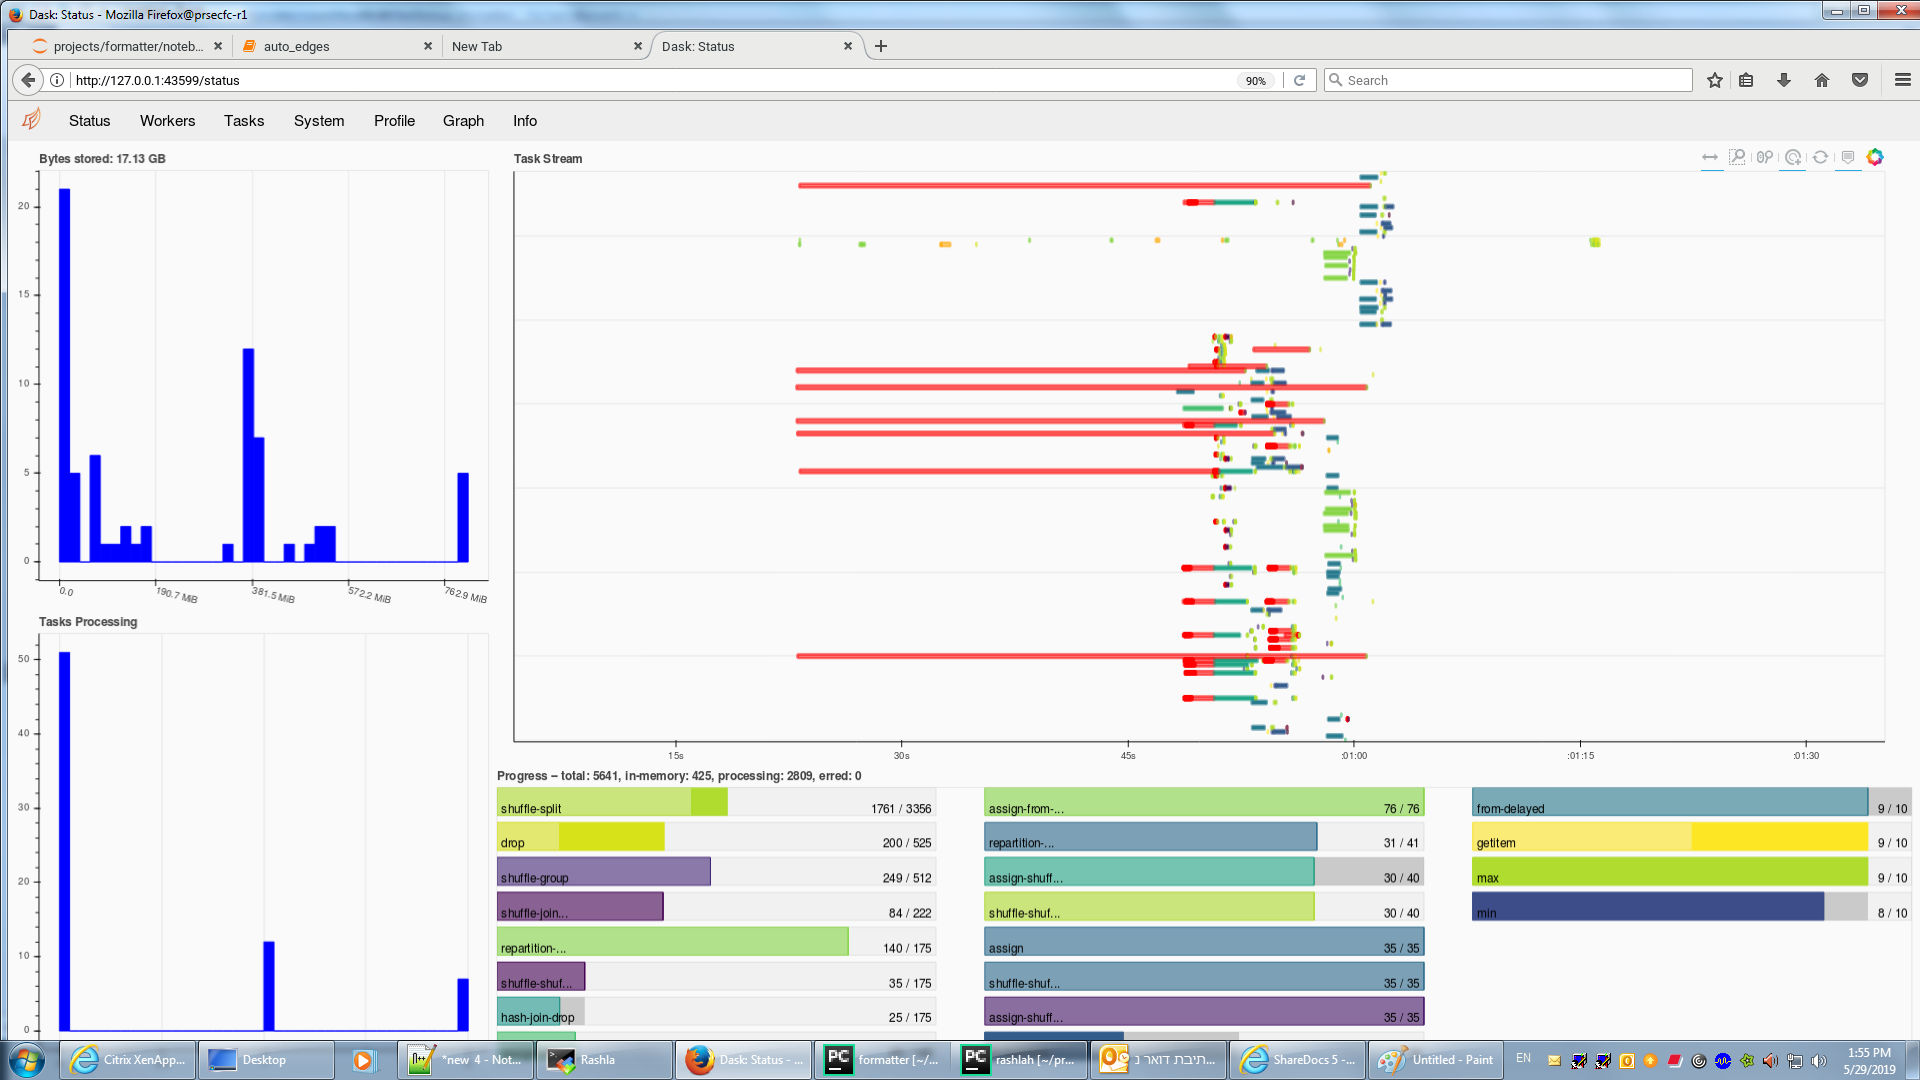 Dask: Status - Mozilla Firefox@prsecfc-r1
projects/formatter/noteb...
auto_edges
New Tab
Dask: Status
http://127.0.0.1:43599/status
90%
Search
Status
Workers
Tasks
System
Profile
Graph
Info
Bytes stored: 17.13 GB
20
15
10
5
0
0.0
190.7 MiB
381.5 MiB
572.2 MiB
762.9 MiB
Tasks Processing
50
40
30
20
10
0
Task Stream
15s
30s
45s
:01:00
:01:15
:01:30
Progress -- total: 5641, in-memory: 425, processing: 2809, erred: 0
shuffle-split 1761 / 3356
drop 200 / 525
shuffle-group 249 / 512
shuffle-join... 84 / 222
repartition-... 140 / 175
shuffle-shuf... 35 / 175
hash-join-drop 25 / 175
assign-from-... 76 / 76
repartition-... 31 / 41
assign-shuff... 30 / 40
shuffle-shuf... 30 / 40
assign 35 / 35
shuffle-shuf... 35 / 35
assign-shuff... 35 / 35
from-delayed 9 / 10
getitem 9 / 10
max 9 / 10
min 8 / 10
Citrix XenApp...
Desktop
*new 4 - Not...
Rashla
Dask: Status - ...
formatter [~/...
rashlah [~/pr...
תיבת דואר נ...
ShareDocs 5 -...
Untitled - Paint
EN
1:55 PM
5/29/2019